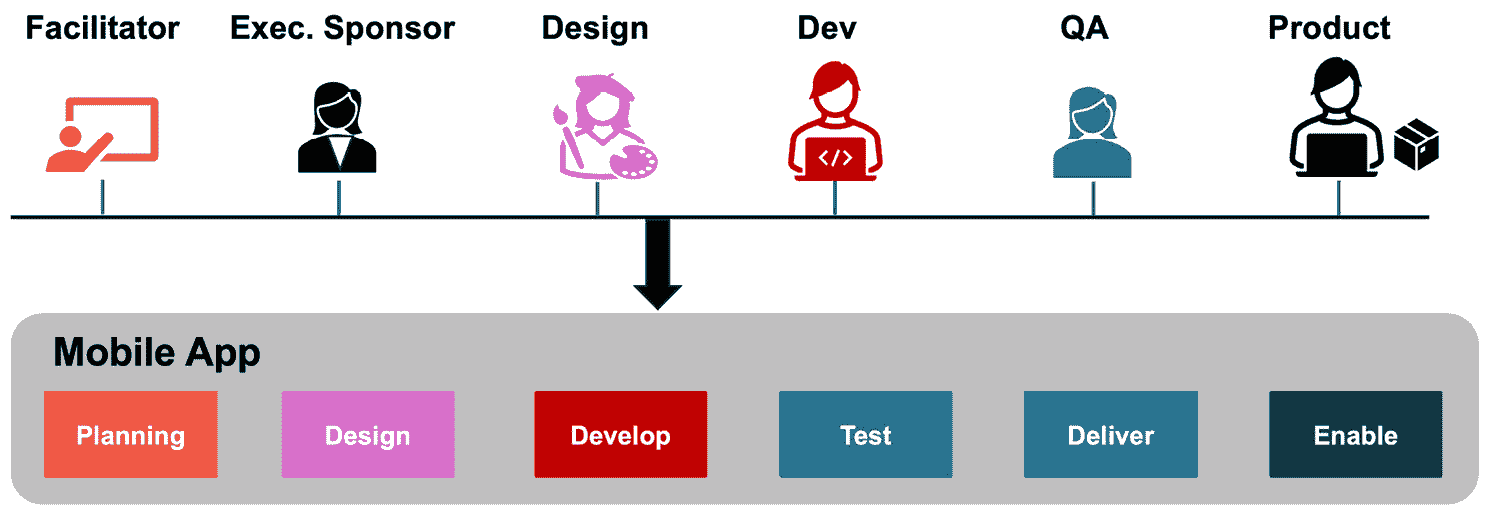 Facilitator
Exec. Sponsor
Design
Dev
QA
Product
</>
Mobile App
Planning
Design
Develop
Test
Deliver
Enable